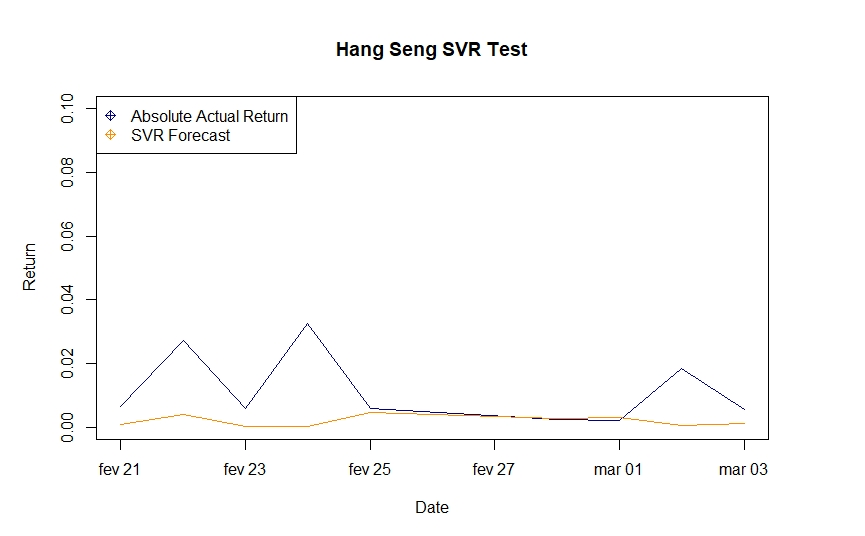 Hang Seng SVR Test
Absolute Actual Return
SVR Forecast
0.10
0.08
0.06
0.04
0.02
0.00
Return
fev 21 fev 23 fev 25 fev 27 mar 01 mar 03
Date